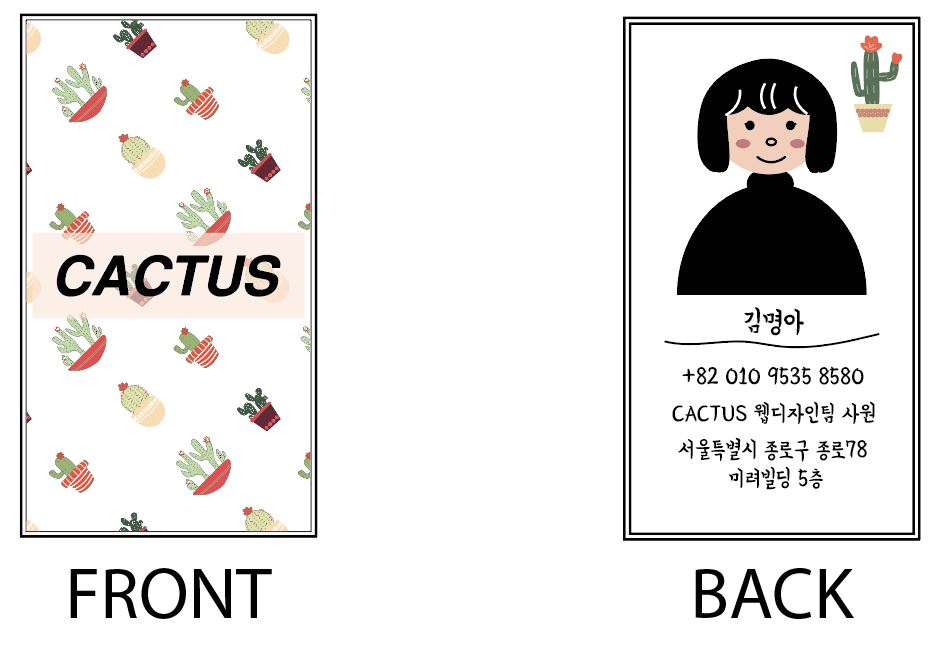 CACTUS
FRONT
김명아
+82 010 9535 8580
CACTUS 웹디자인팀 사원
서울특별시 종로구 종로78
미려빌딩 5층
BACK